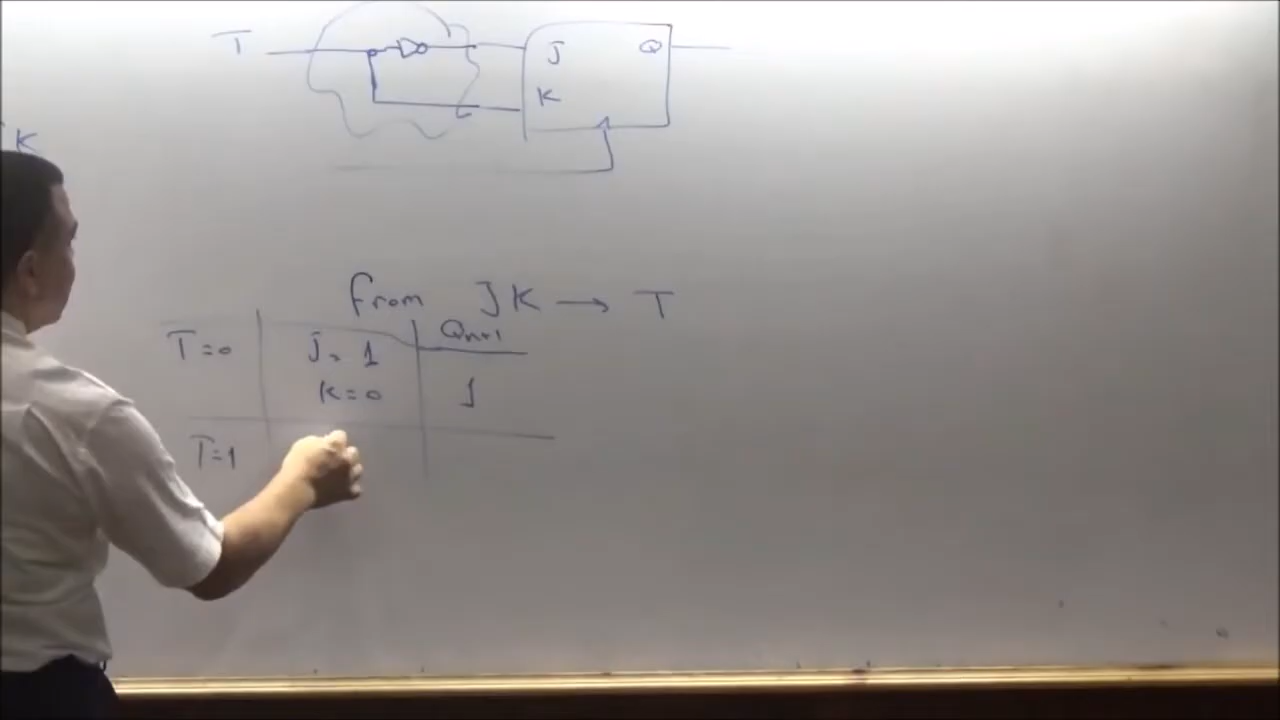 T
J Q
K
K
From JK → T
T=0 J=1 Qn+1
K=0 1
T=1